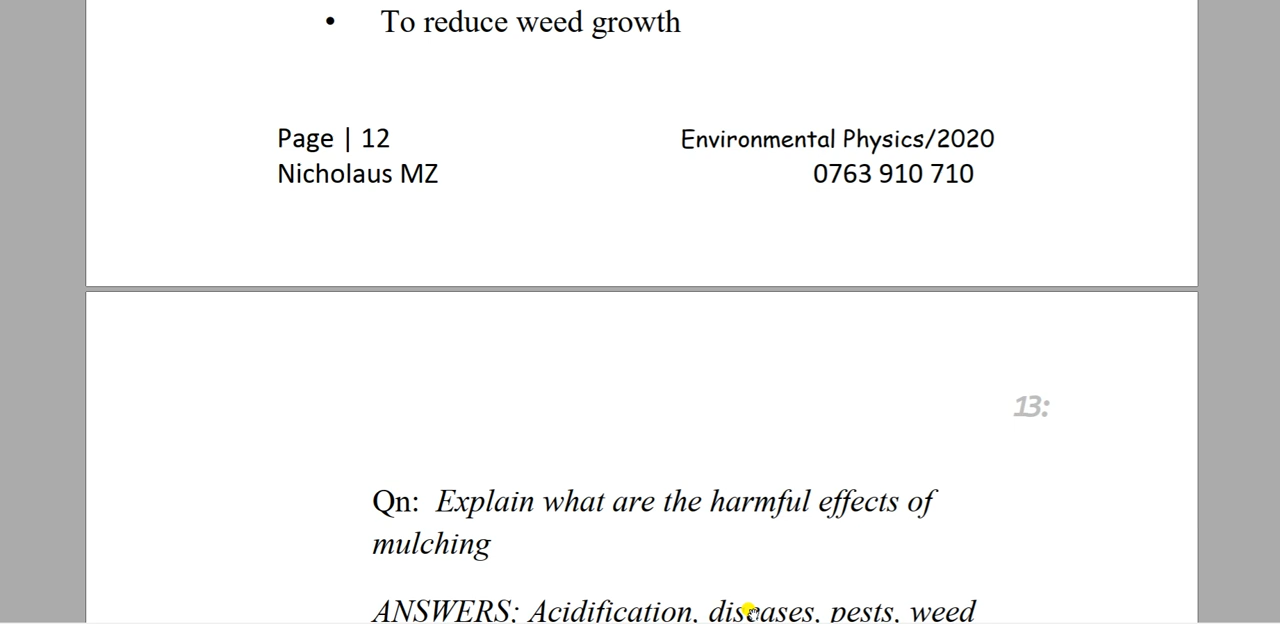 • To reduce weed growth
Page | 12 Environmental Physics/2020
Nicholaus MZ 0763 910 710
13:
Qn: Explain what are the harmful effects of
mulching
ANSWERS: Acidification, diseases, pests, weed